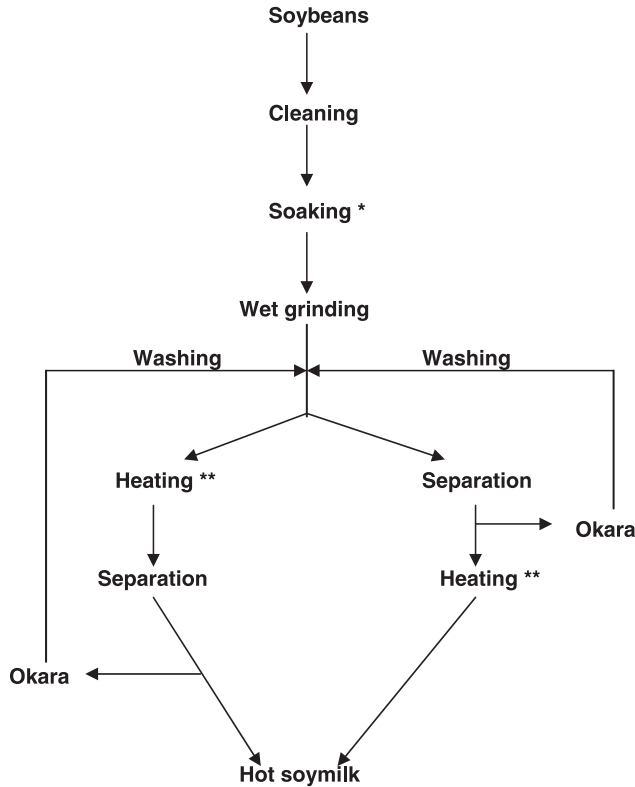 Soybeans
Cleaning
Soaking *
Wet grinding
Washing
Washing
Heating **
Separation
Okara
Separation
Heating **
Okara
Hot soymilk